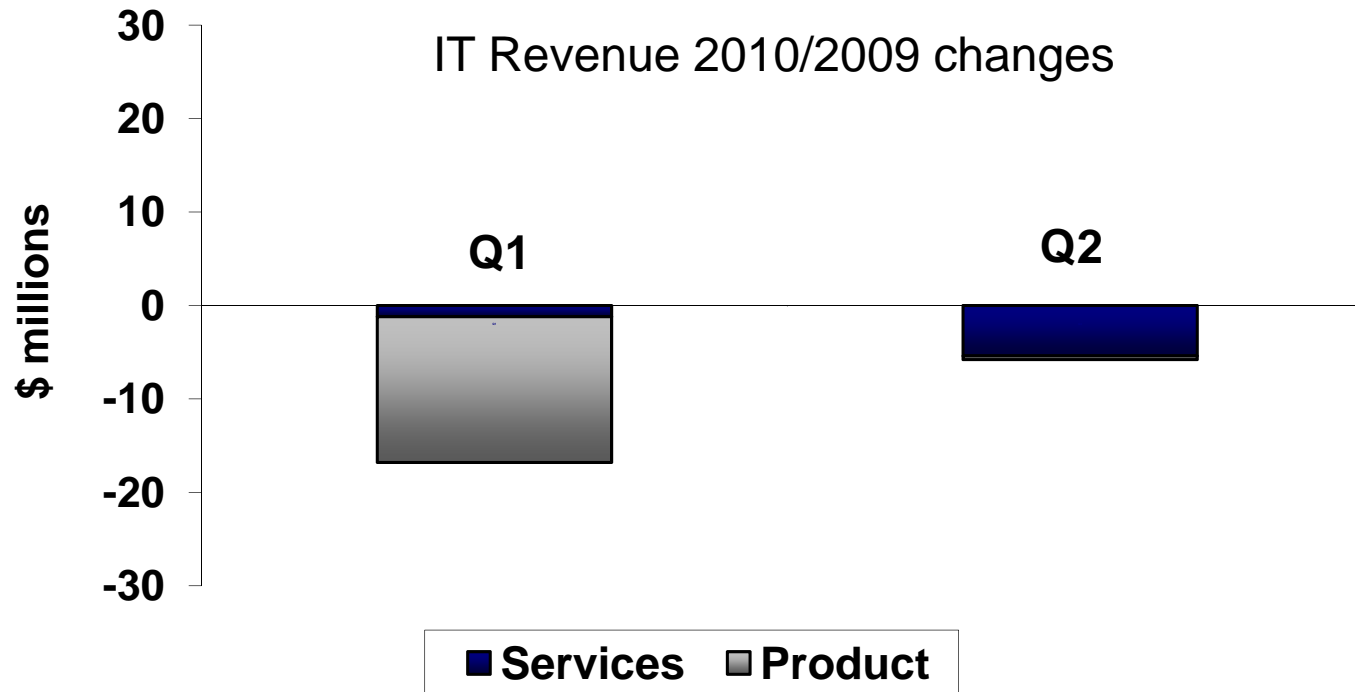 IT Revenue 2010/2009 changes
30
20
10
0
-10
-20
-30
$ millions
Q1
Q2
Services
Product